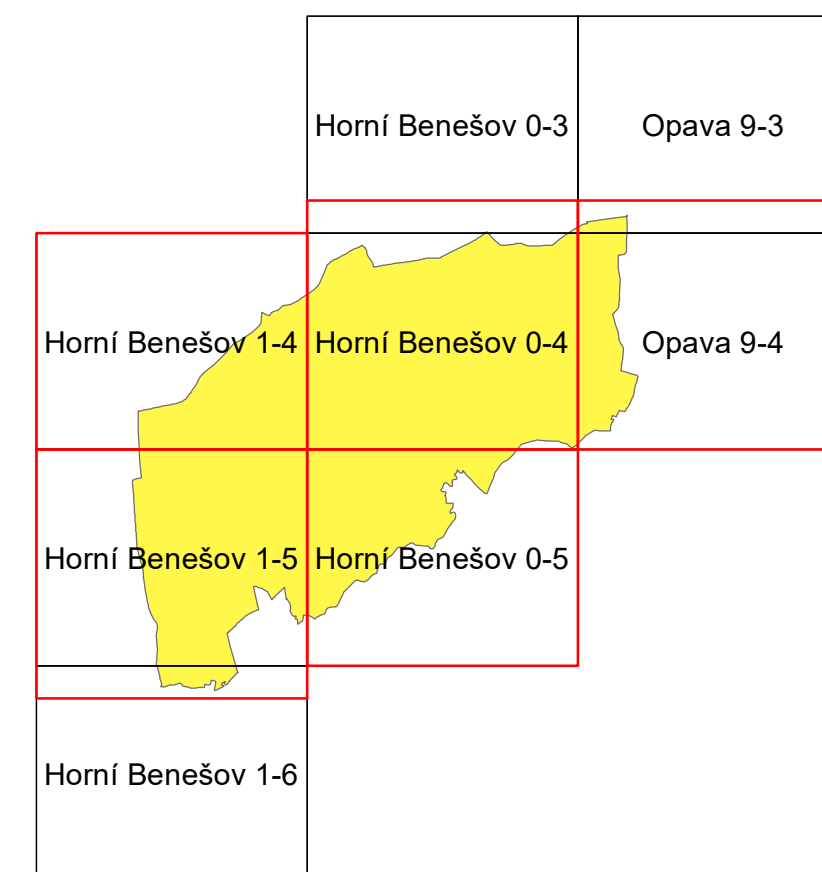 Horní Benešov 0-3
Opava 9-3
Horní Benešov 1-4
Horní Benešov 0-4
Opava 9-4
Horní Benešov 1-5
Horní Benešov 0-5
Horní Benešov 1-6